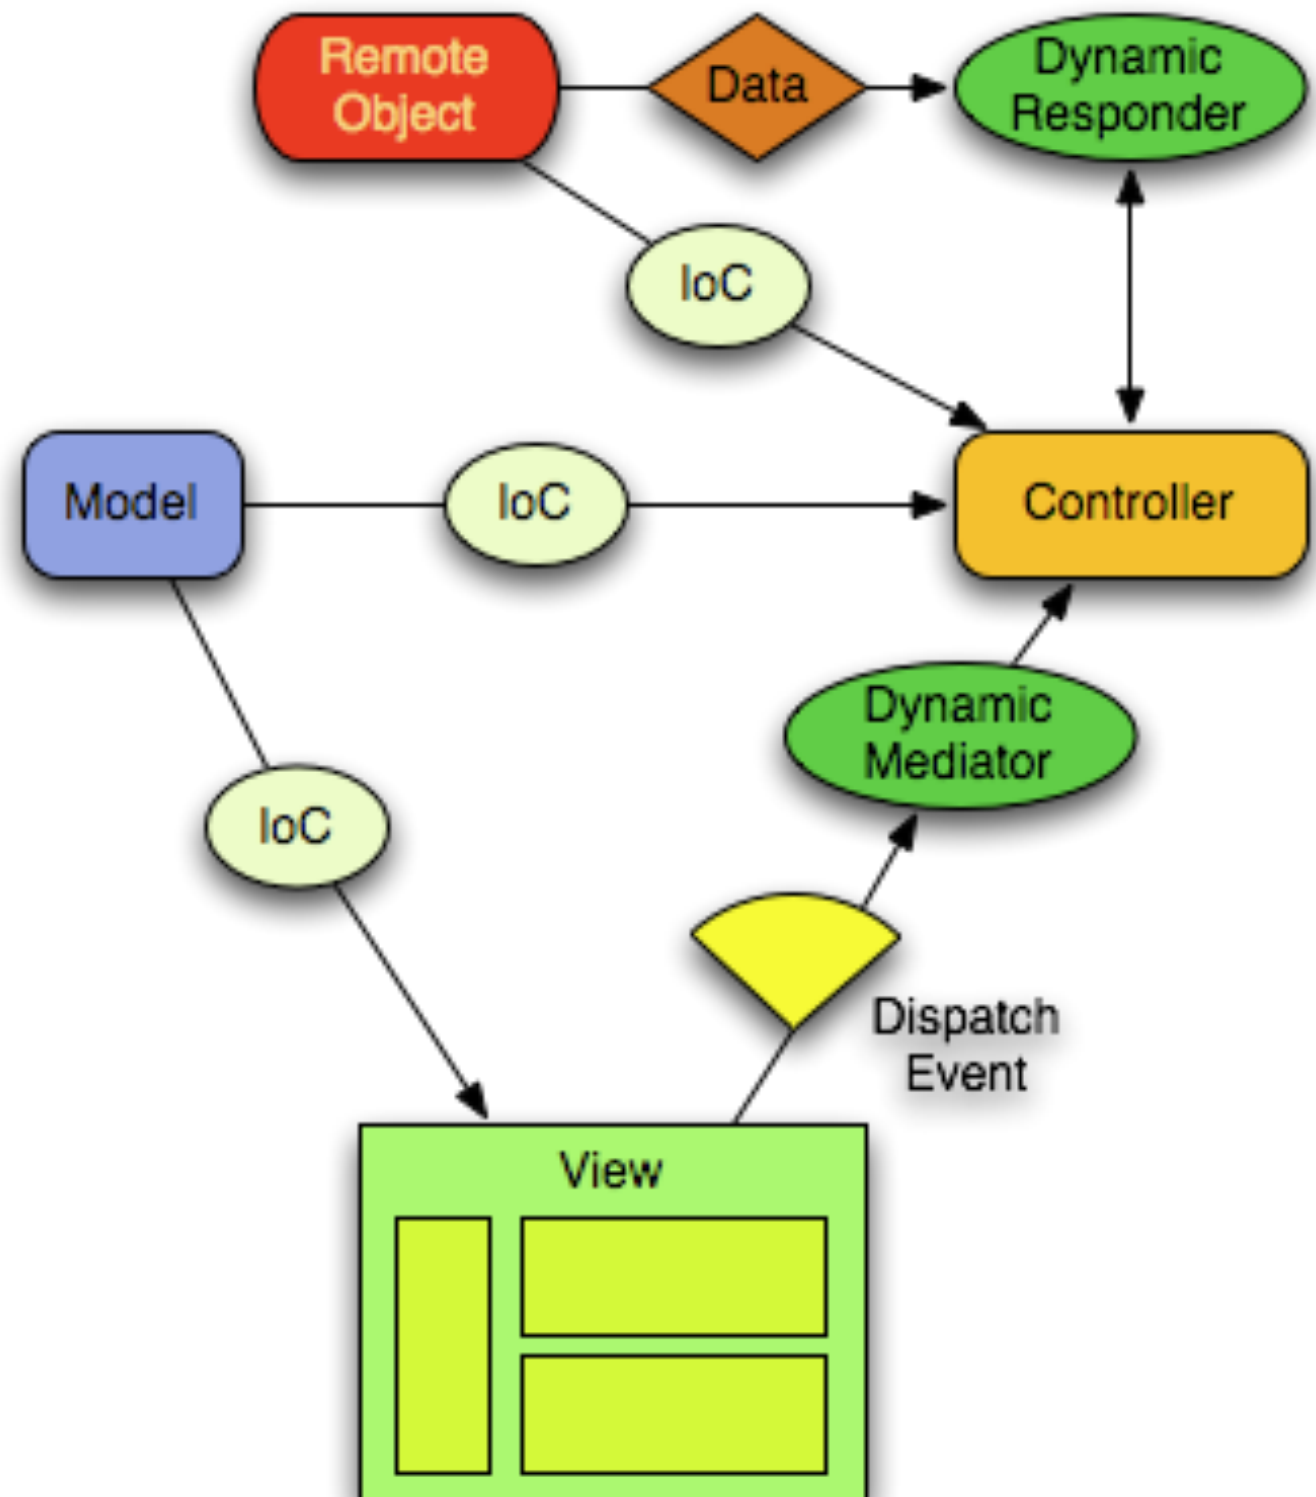 Remote
Object
Data
Dynamic
Responder
IoC
Model
IoC
Controller
Dynamic
Mediator
IoC
Dispatch
Event
View